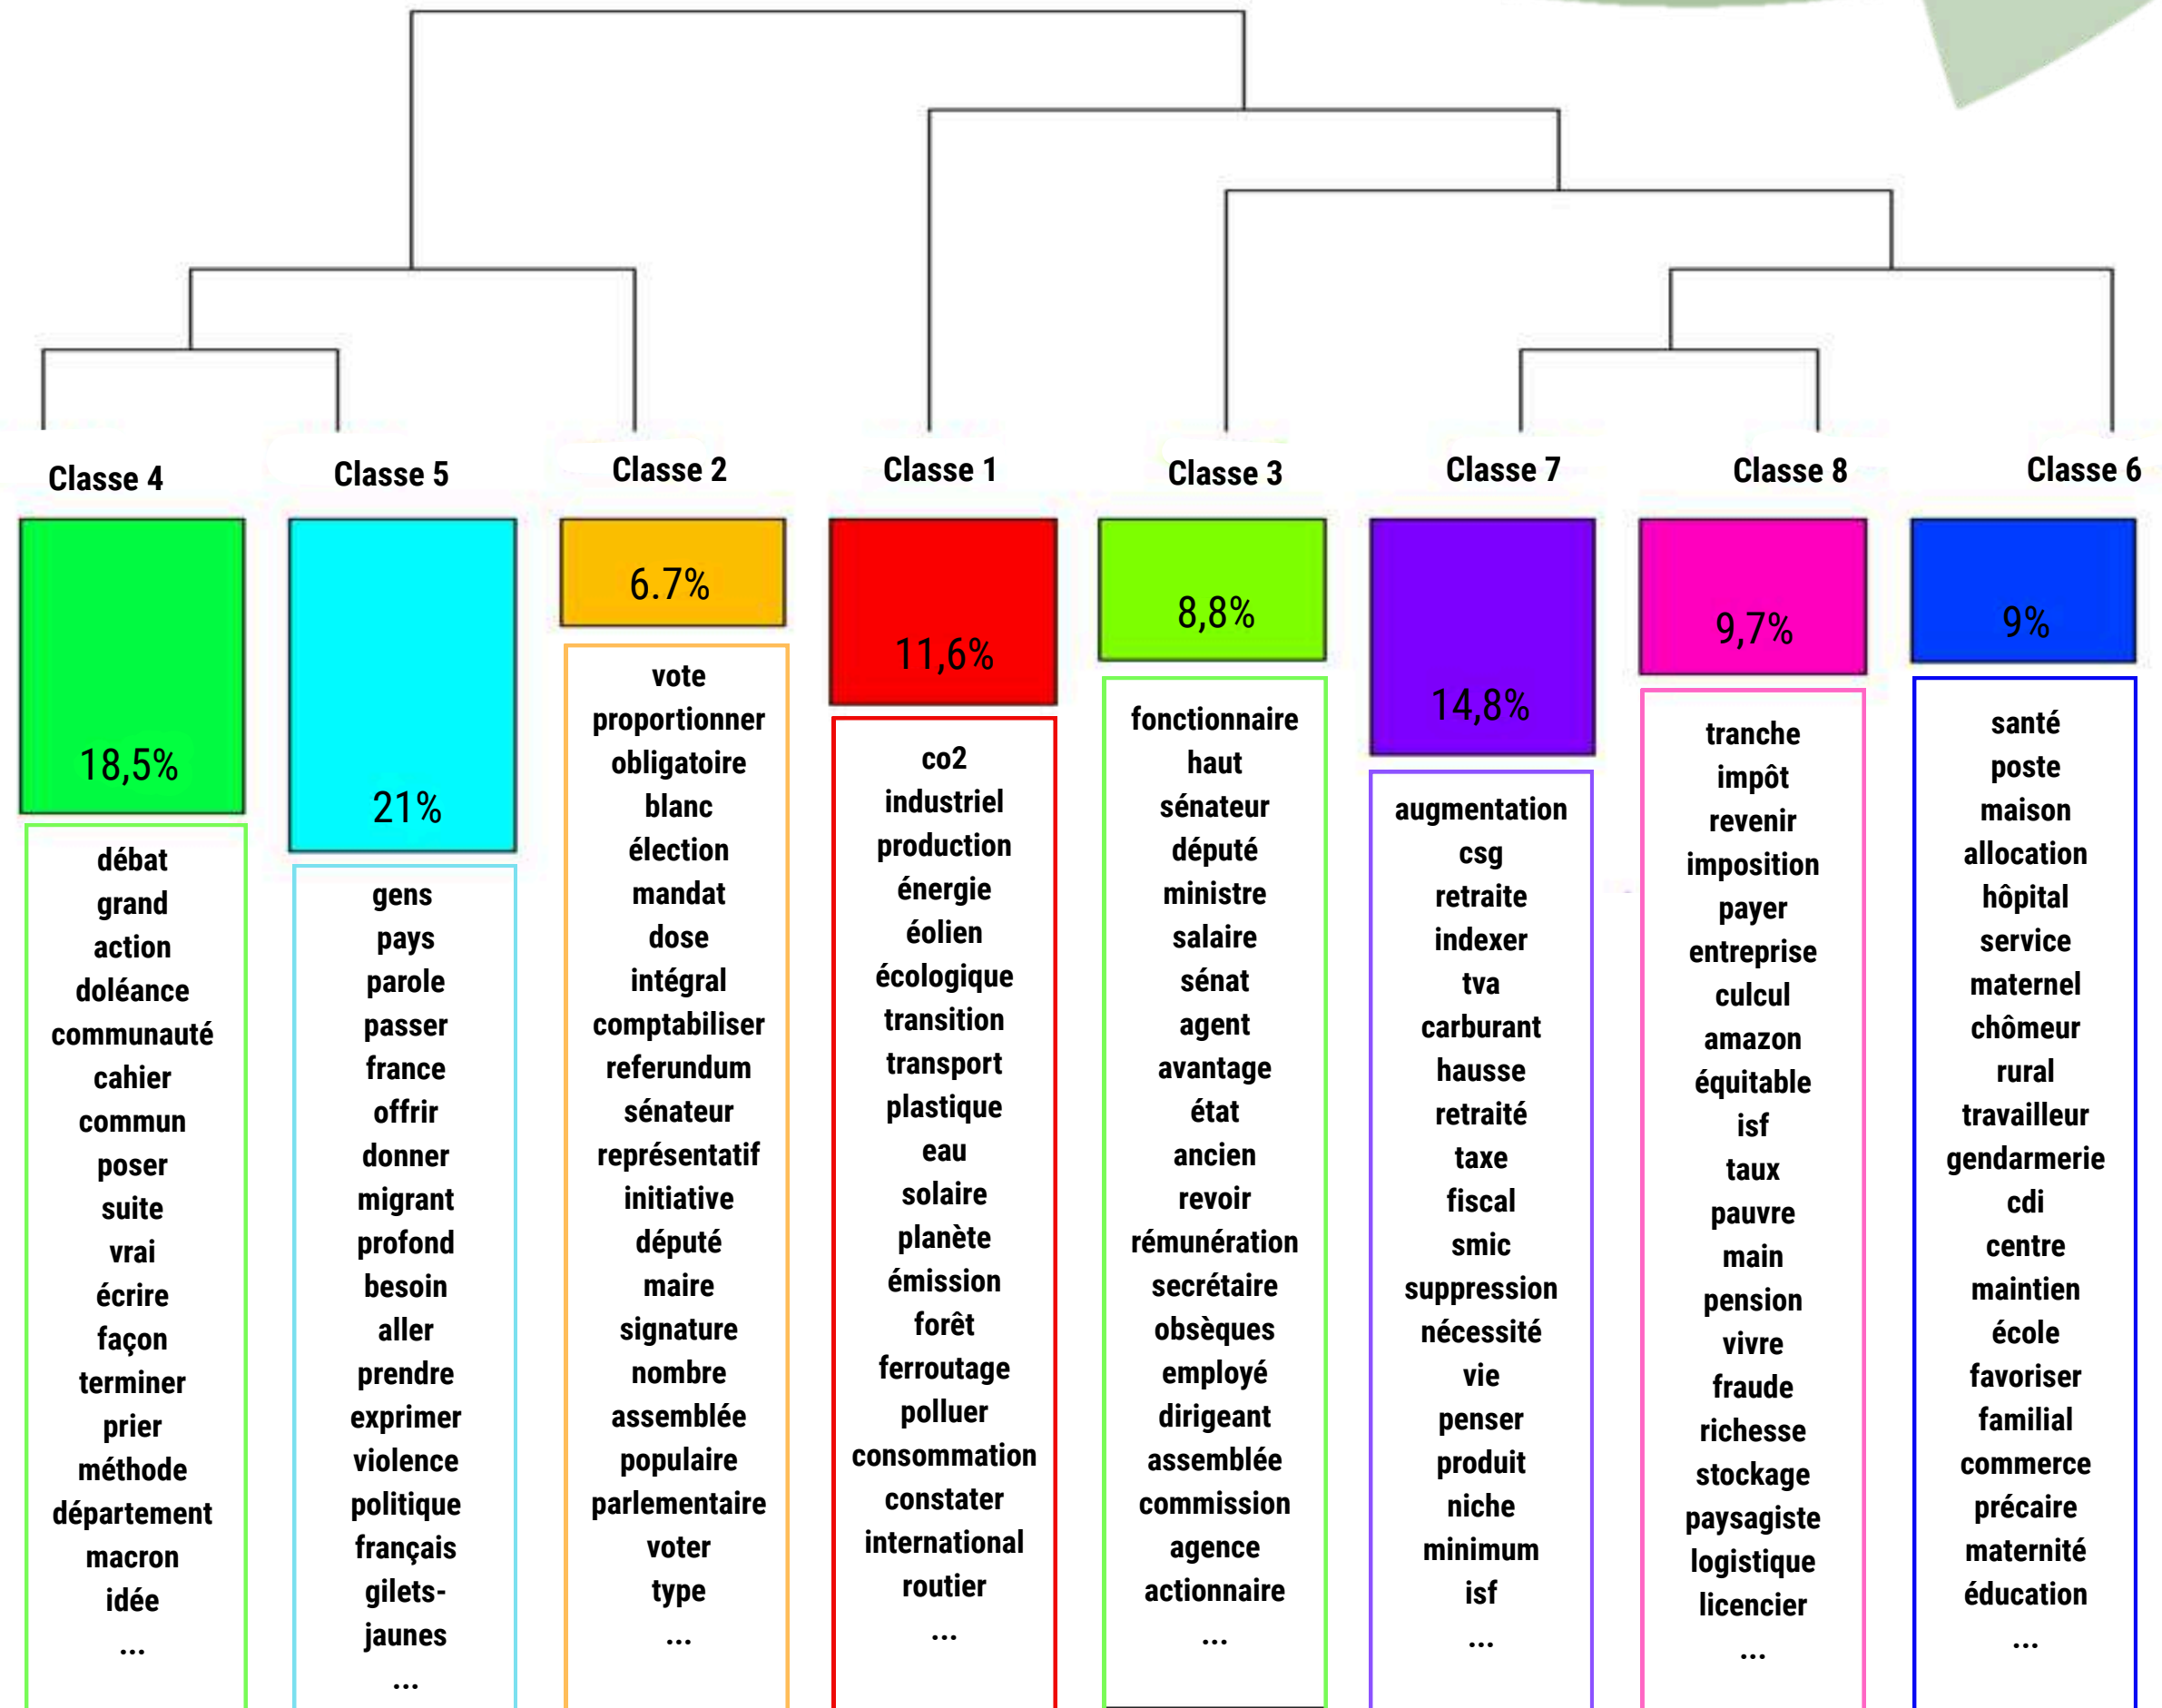 Classe 4
18,5%
débat
grand
action
doléance
communauté
cahier
commun
poser
suite
vrai
écrire
façon
terminer
prier
méthode
département
macron
idée
...
Classe 5
21%
gens
pays
parole
passer
france
offrir
donner
migrant
profond
besoin
aller
prendre
exprimer
violence
politique
français
gilets-
jaunes
...
Classe 2
6.7%
vote
proportionner
obligatoire
blanc
élection
mandat
dose
intégral
comptabiliser
referundum
sénateur
représentatif
initiative
député
maire
signature
nombre
assemblée
populaire
parlementaire
voter
type
...
Classe 1
11,6%
co2
industriel
production
énergie
éolien
écologique
transition
transport
plastique
eau
solaire
planète
émission
forêt
ferroutage
polluer
consommation
constater
international
routier
...
Classe 3
8,8%
fonctionnaire
haut
sénateur
député
ministre
salaire
sénat
agent
avantage
état
ancien
revoir
rémunération
secrétaire
obsèques
employé
dirigeant
assemblée
commission
agence
actionnaire
...
Classe 7
14,8%
augmentation
csg
retraite
indexer
tva
carburant
hausse
retraité
taxe
fiscal
smic
suppression
nécessité
vie
penser
produit
niche
minimum
isf
...
Classe 8
9,7%
tranche
impôt
revenir
imposition
payer
entreprise
culcul
amazon
équitable
isf
taux
pauvre
main
pension
vivre
fraude
richesse
stockage
paysagiste
logistique
licencier
...
Classe 6
9%
santé
poste
maison
allocation
hôpital
service
maternel
chômeur
rural
travailleur
gendarmerie
cdi
centre
maintien
école
favoriser
familial
commerce
précaire
maternité
éducation
...